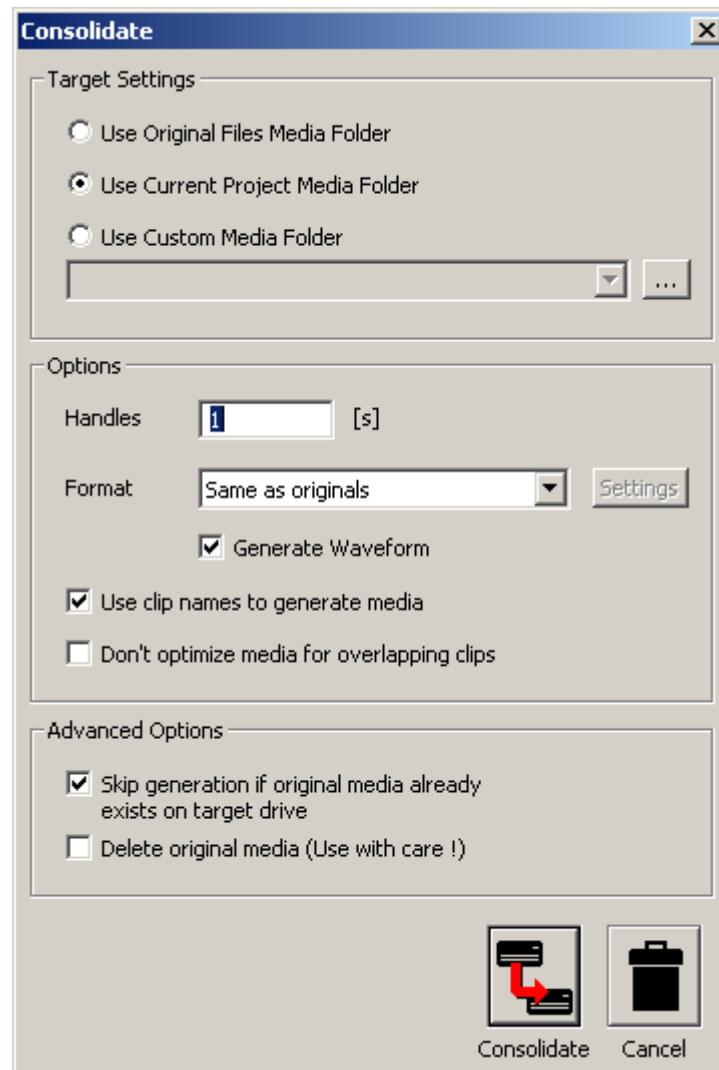 Consolidate
Target Settings
Use Original Files Media Folder
Use Current Project Media Folder
Use Custom Media Folder
...
Options
Handles 1 [s]
Format Same as originals Settings
Generate Waveform
Use clip names to generate media
Don't optimize media for overlapping clips
Advanced Options
Skip generation if original media already
exists on target drive
Delete original media (Use with care !)
Consolidate Cancel